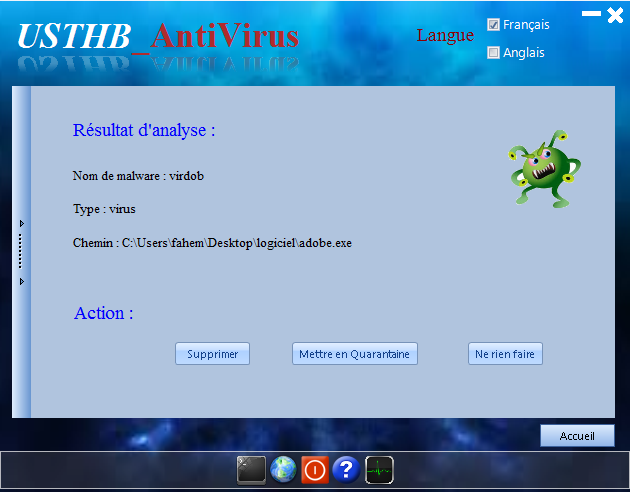 USTHB_AntiVirus
Langue
Français
Anglais
Résultat d'analyse :
Nom de malware : virdob
Type : virus
Chemin : C:\Users\fahem\Desktop\logiciel\adobe.exe
Action :
Supprimer
Mettre en Quarantaine
Ne rien faire
Accueil